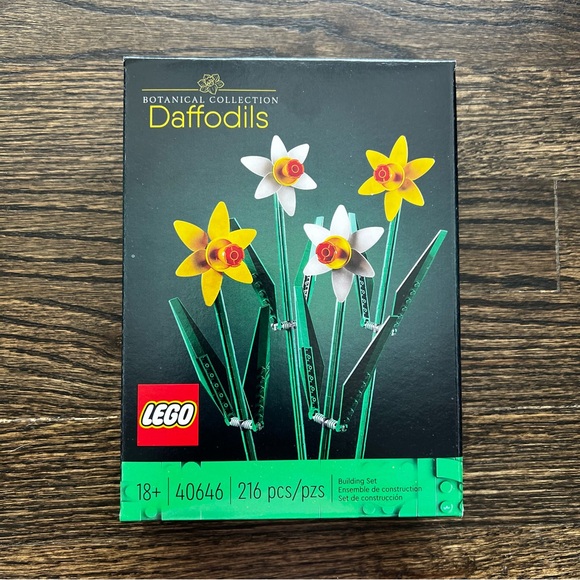 BOTANICAL COLLECTION
Daffodils
LEGO
18+ 40646 216 pcs/pzs
Building Set
Ensemble de construction
Set de construcción